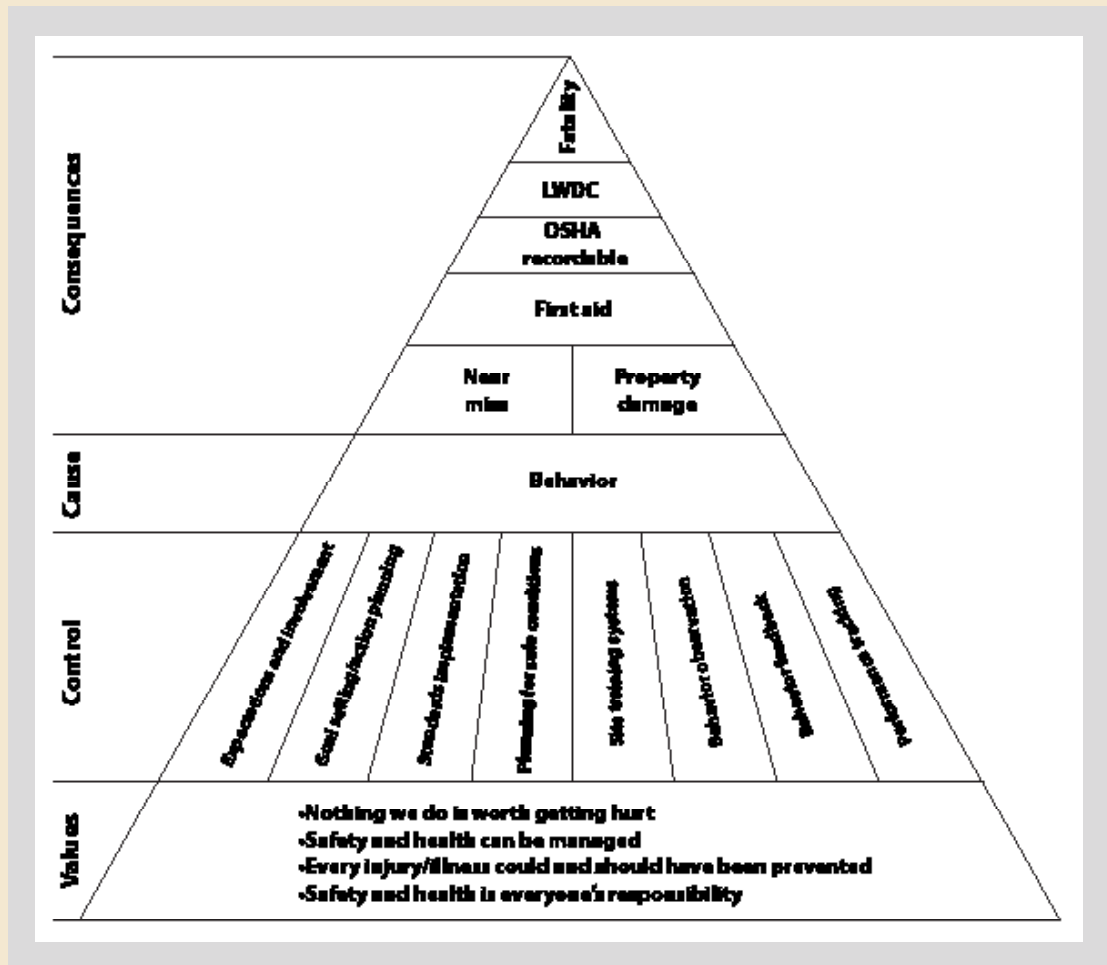 Consequences
Fatality
LWDC
OSHA
recordable
First aid
Near
miss
Property
damage
Cause
Behavior
Control
Expectations and involvement
Goal setting/action planning
Standards implementation
Planning for safe conditions
Site training systems
Behavior observation
Behavior feedback
Performance tracking
Values
•Nothing we do is worth getting hurt
•Safety and health can be managed
•Every injury/illness could and should have been prevented
•Safety and health is everyone's responsibility